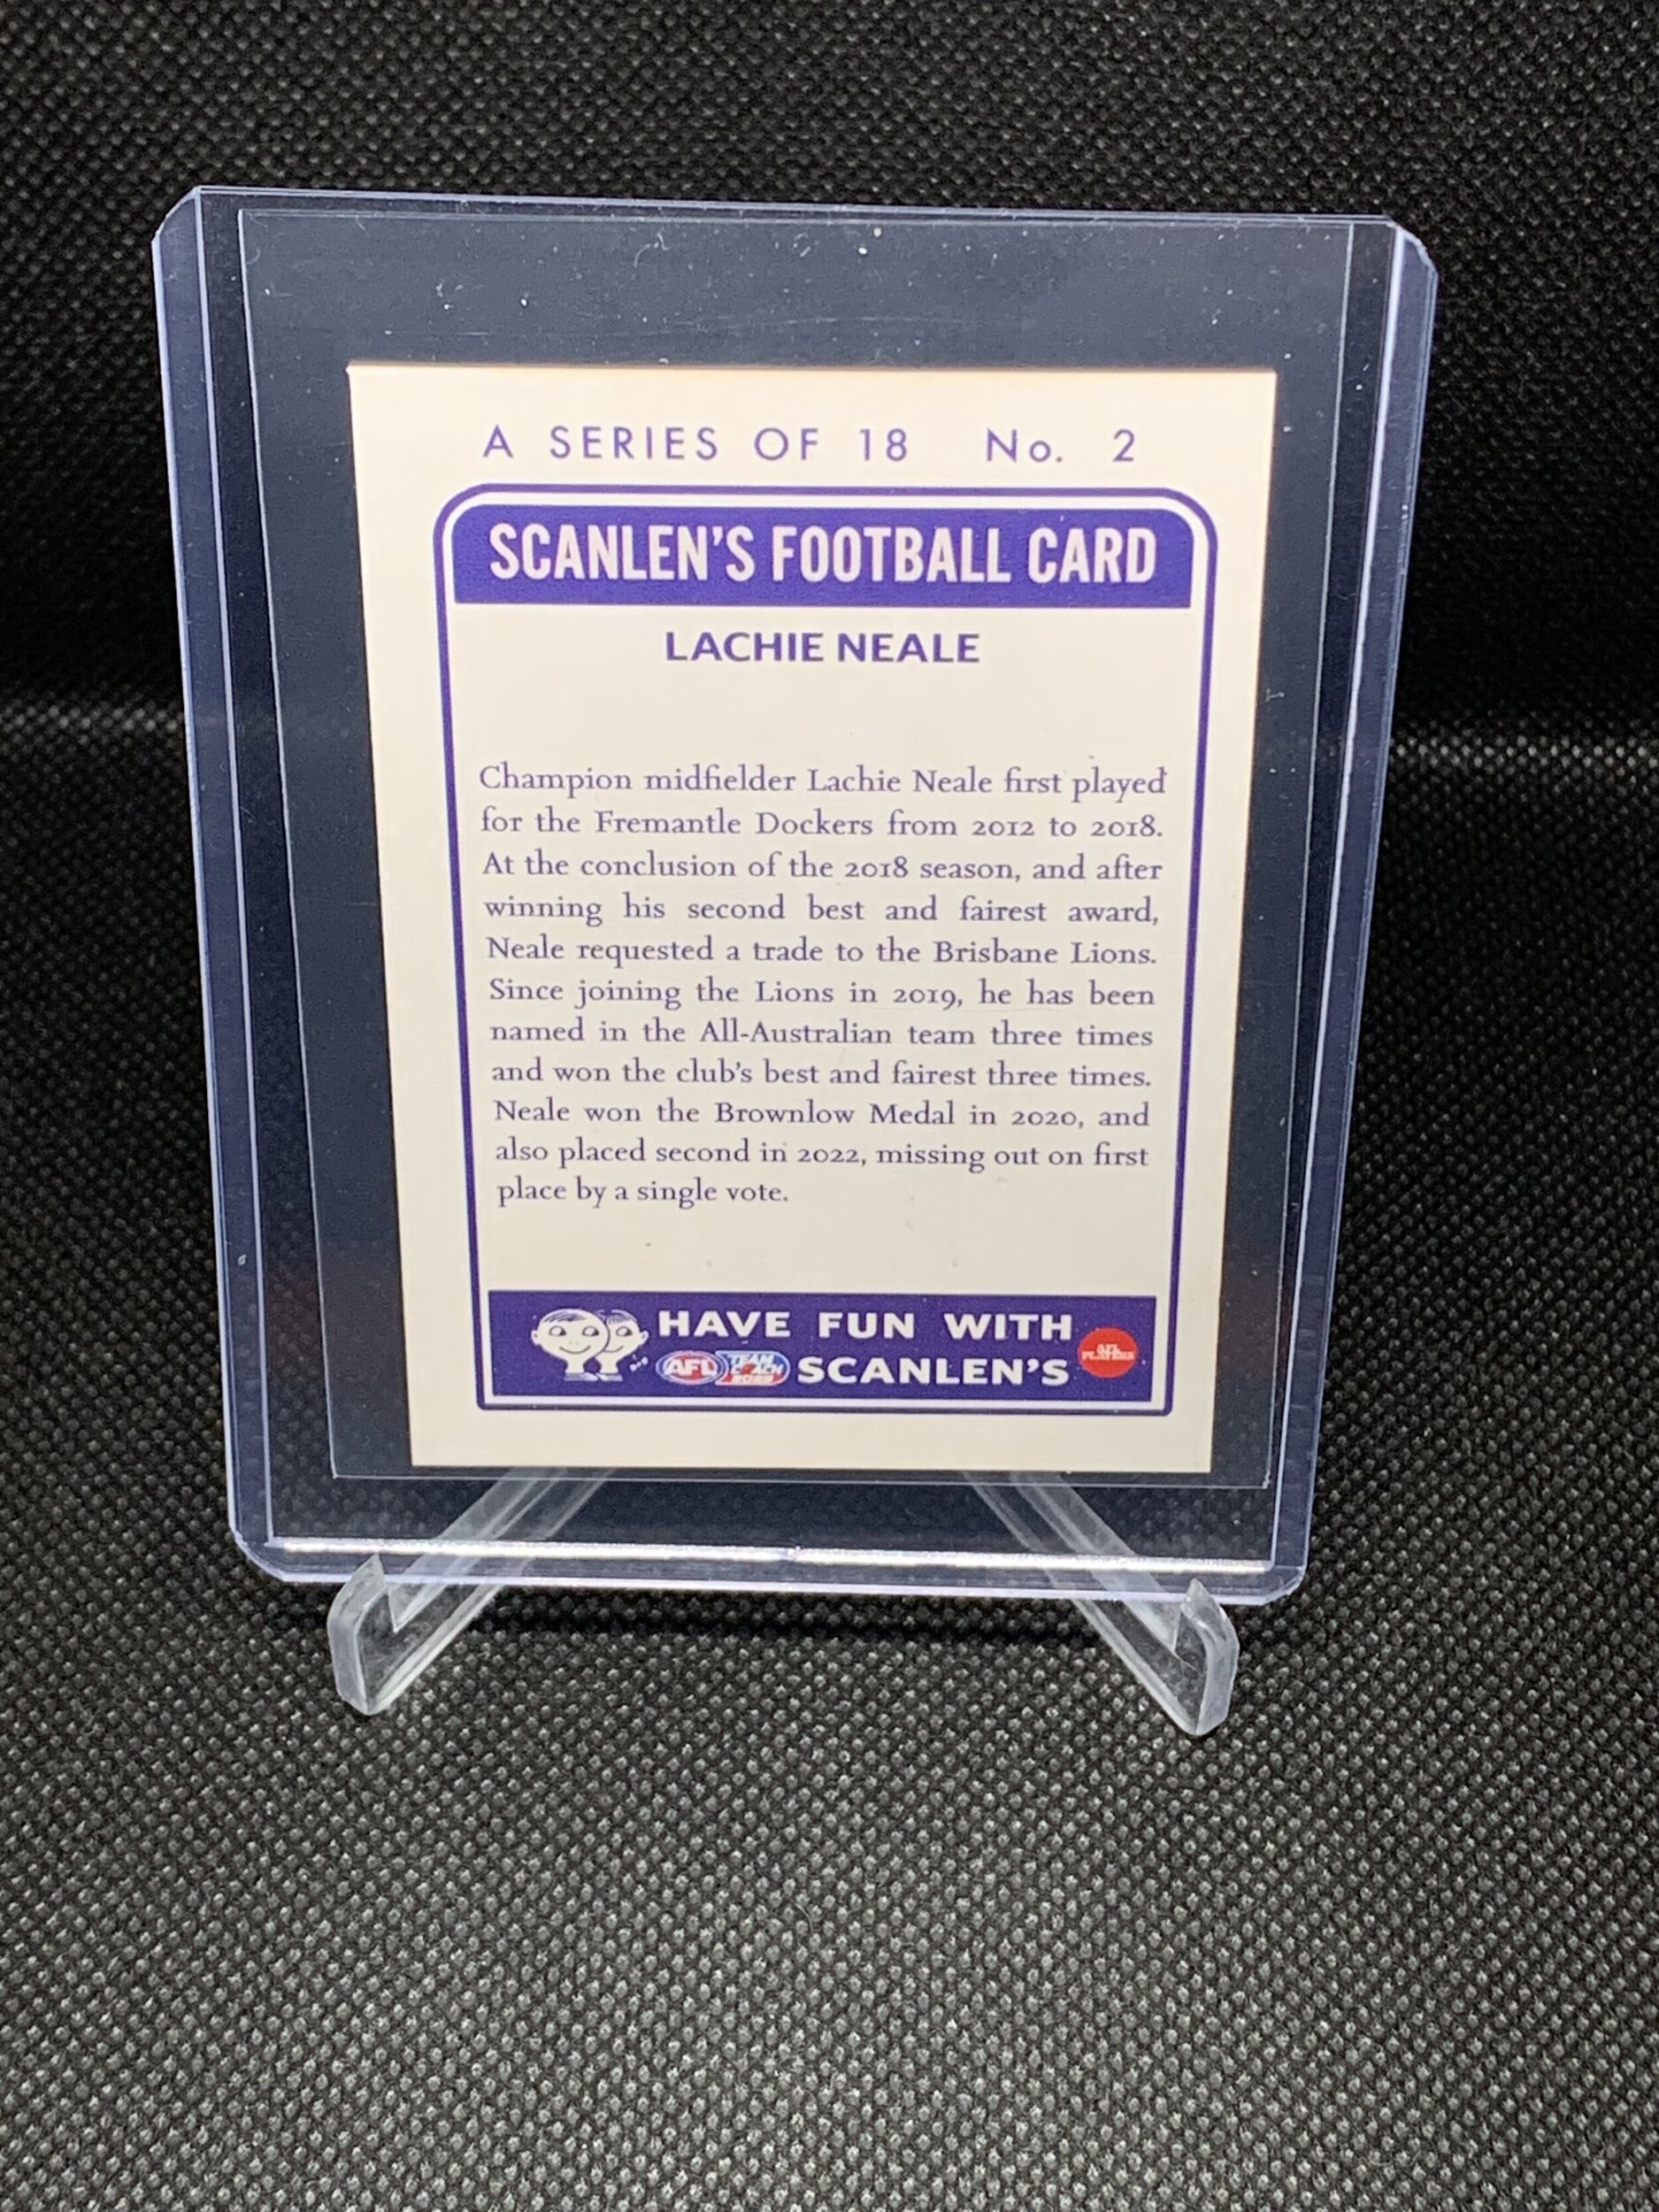 A SERIES OF 18 No. 2
SCANLEN'S FOOTBALL CARD
LACHIE NEALE
Champion midfielder Lachie Neale first played
for the Fremantle Dockers from 2012 to 2018.
At the conclusion of the 2018 season, and after
winning his second best and fairest award,
Neale requested a trade to the Brisbane Lions.
Since joining the Lions in 2019, he has been
named in the All-Australian team three times
and won the club's best and fairest three times.
Neale won the Brownlow Medal in 2020, and
also placed second in 2022, missing out on first
place by a single vote.
HAVE FUN WITH
AFL TEAM COACH 2023 SCANLEN'S
AFL PLAYERS